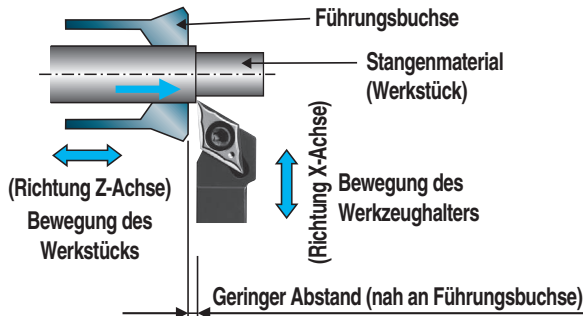 Führungsbuchse
Stangenmaterial
(Werkstück)
(Richtung Z-Achse)
Bewegung des
Werkstücks
(Richtung X-Achse)
Bewegung des
Werkzeughalters
Geringer Abstand (nah an Führungsbuchse)